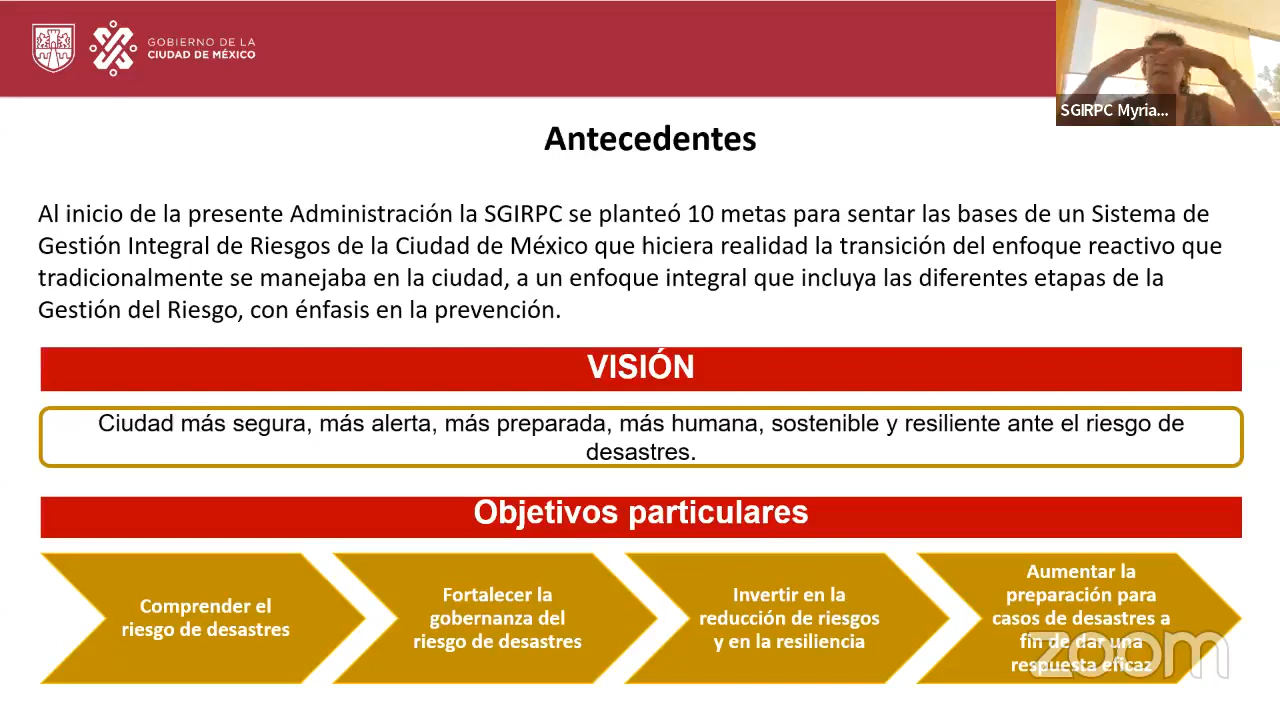 GOBIERNO DE LA
CIUDAD DE MÉXICO
SGIRPC Myria...
Antecedentes
Al inicio de la presente Administración la SGIRPC se planteó 10 metas para sentar las bases de un Sistema de
Gestión Integral de Riesgos de la Ciudad de México que hiciera realidad la transición del enfoque reactivo que
tradicionalmente se manejaba en la ciudad, a un enfoque integral que incluya las diferentes etapas de la
Gestión del Riesgo, con énfasis en la prevención.
VISIÓN
Ciudad más segura, más alerta, más preparada, más humana, sostenible y resiliente ante el riesgo de
desastres.
Objetivos particulares
Comprender el
riesgo de desastres
Fortalecer la
gobernanza del
riesgo de desastres
Invertir en la
reducción de riesgos
y en la resiliencia
Aumentar la
preparación para
casos de desastres a
fin de dar una
respuesta eficaz
zoom